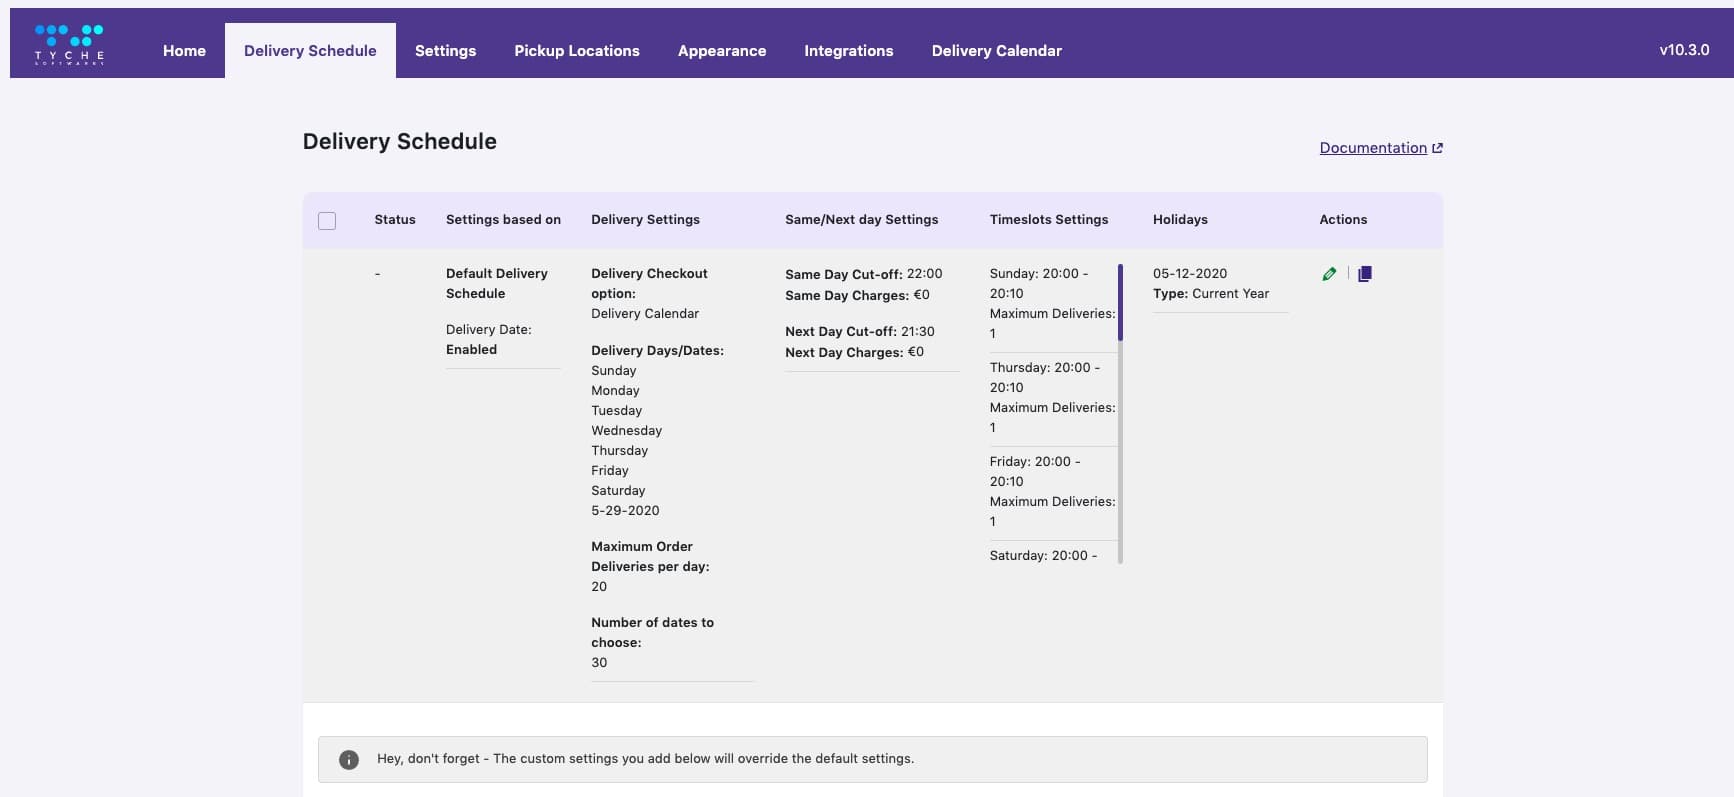 TYCHE
SOFTWARES
Home
Delivery Schedule
Settings
Pickup Locations
Appearance
Integrations
Delivery Calendar
v10.3.0
Delivery Schedule
Documentation
Status
Settings based on
Delivery Settings
Same/Next day Settings
Timeslots Settings
Holidays
Actions
-
Default Delivery
Schedule
Delivery Date:
Enabled
Delivery Checkout
option:
Delivery Calendar
Delivery Days/Dates:
Sunday
Monday
Tuesday
Wednesday
Thursday
Friday
Saturday
5-29-2020
Maximum Order
Deliveries per day:
20
Number of dates to
choose:
30
Same Day Cut-off: 22:00
Same Day Charges: €0
Next Day Cut-off: 21:30
Next Day Charges: €0
Sunday: 20:00 -
20:10
Maximum Deliveries:
1
Thursday: 20:00 -
20:10
Maximum Deliveries:
1
Friday: 20:00 -
20:10
Maximum Deliveries:
1
Saturday: 20:00 -
05-12-2020
Type: Current Year
Hey, don't forget - The custom settings you add below will override the default settings.